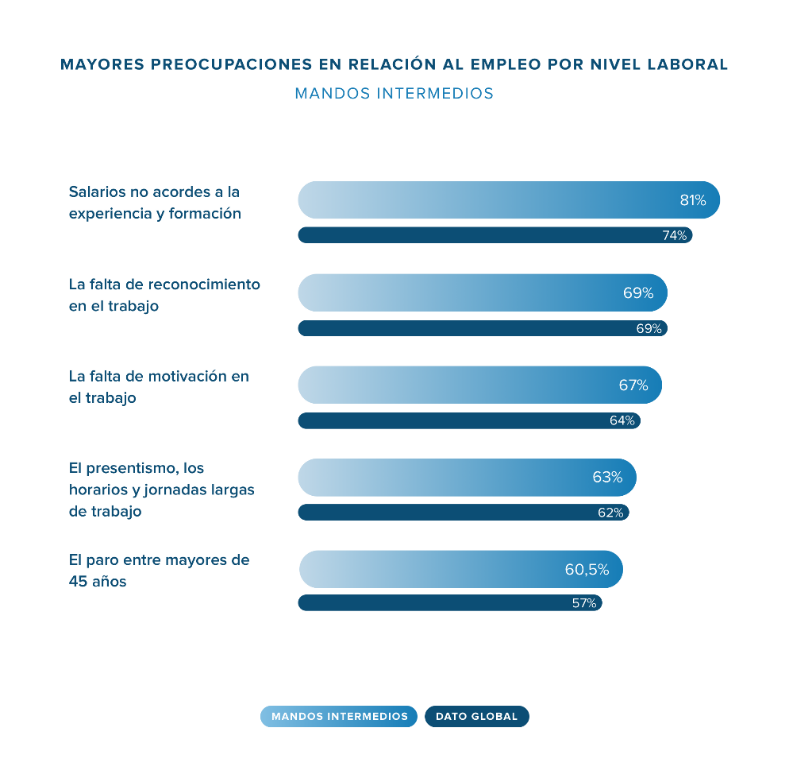 MAYORES PREOCUPACIONES EN RELACIÓN AL EMPLEO POR NIVEL LABORAL
MANDOS INTERMEDIOS
Salarios no acordes a la
experiencia y formación
81%
74%
La falta de reconocimiento
en el trabajo
69%
69%
La falta de motivación en
el trabajo
67%
64%
El presentismo, los
horarios y jornadas largas
de trabajo
63%
62%
El paro entre mayores de
45 años
60,5%
57%
MANDOS INTERMEDIOS
DATO GLOBAL